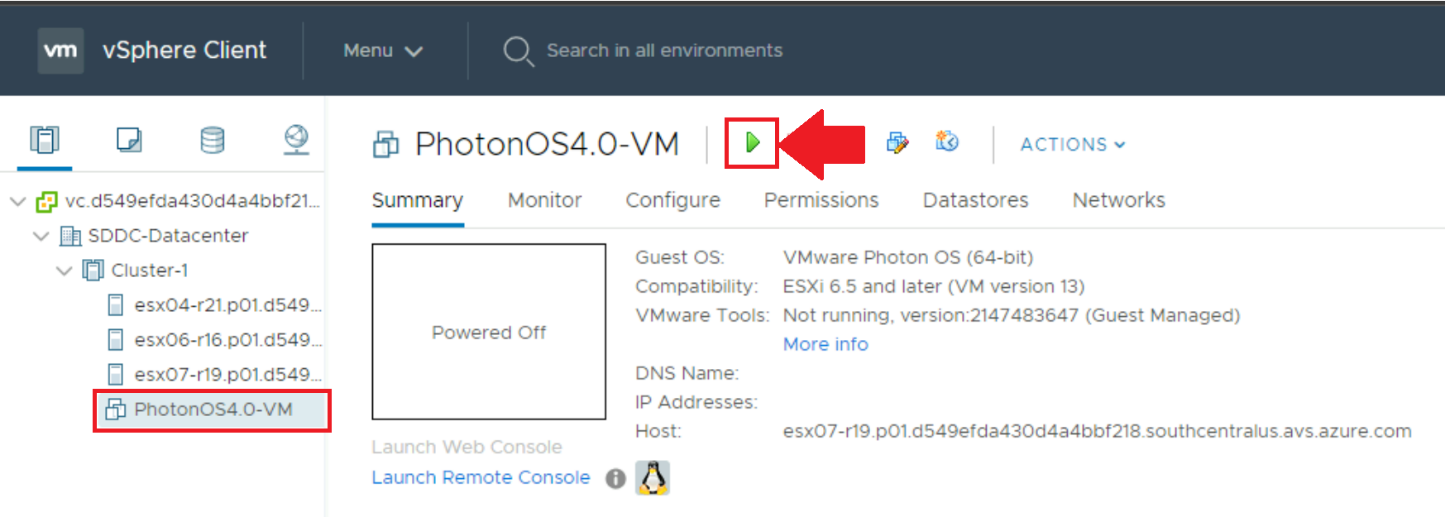 vm vSphere Client Menu Search in all environments
PhotonOS4.0-VM ACTIONS
Summary Monitor Configure Permissions Datastores Networks
vc.d549efda430d4a4bbf21...
SDDC-Datacenter
Cluster-1
esx04-r21.p01.d549...
esx06-r16.p01.d549...
esx07-r19.p01.d549...
PhotonOS4.0-VM
Powered Off
Launch Web Console
Launch Remote Console
Guest OS: VMware Photon OS (64-bit)
Compatibility: ESXi 6.5 and later (VM version 13)
VMware Tools: Not running, version:2147483647 (Guest Managed)
More info
DNS Name:
IP Addresses:
Host: esx07-r19.p01.d549efda430d4a4bbf218.southcentralus.avs.azure.com